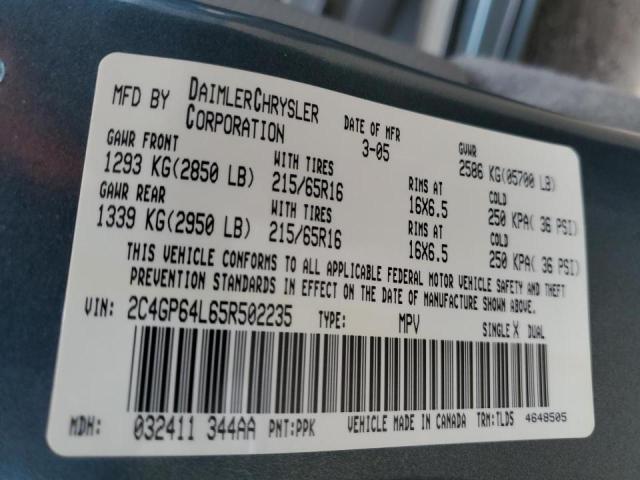 MFD BY DAIMLERCHRYSLER CORPORATION DATE OF MFR 3-05 GVWR 2586 KG(05700 LB)
GAWR FRONT WITH TIRES RIMS AT COLD
1293 KG(2850 LB) 215/65R16 16X6.5 250 KPA( 36 PSI)
GAWR REAR WITH TIRES RIMS AT COLD
1339 KG(2950 LB) 215/65R16 16X6.5 250 KPA( 36 PSI)
THIS VEHICLE CONFORMS TO ALL APPLICABLE FEDERAL MOTOR VEHICLE SAFETY AND THEFT
PREVENTION STANDARDS IN EFFECT ON THE DATE OF MANUFACTURE SHOWN ABOVE.
VIN: 2C4GP64L65R502235 TYPE: MPV SINGLE X DUAL
MDH: 032411 344AA PNT:PPK VEHICLE MADE IN CANADA TRM:TLD5 4648505